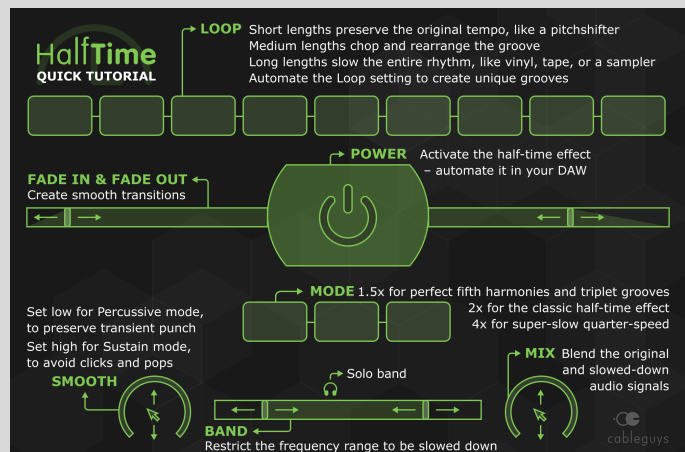 HalfTime
QUICK TUTORIAL
LOOP Short lengths preserve the original tempo, like a pitchshifter
Medium lengths chop and rearrange the groove
Long lengths slow the entire rhythm, like vinyl, tape, or a sampler
Automate the Loop setting to create unique grooves
POWER Activate the half-time effect
– automate it in your DAW
FADE IN & FADE OUT
Create smooth transitions
MODE 1.5x for perfect fifth harmonies and triplet grooves
2x for the classic half-time effect
4x for super-slow quarter-speed
Set low for Percussive mode,
to preserve transient punch
Set high for Sustain mode,
to avoid clicks and pops
SMOOTH
Solo band
BAND
Restrict the frequency range to be slowed down
MIX Blend the original
and slowed-down
audio signals
cableguys